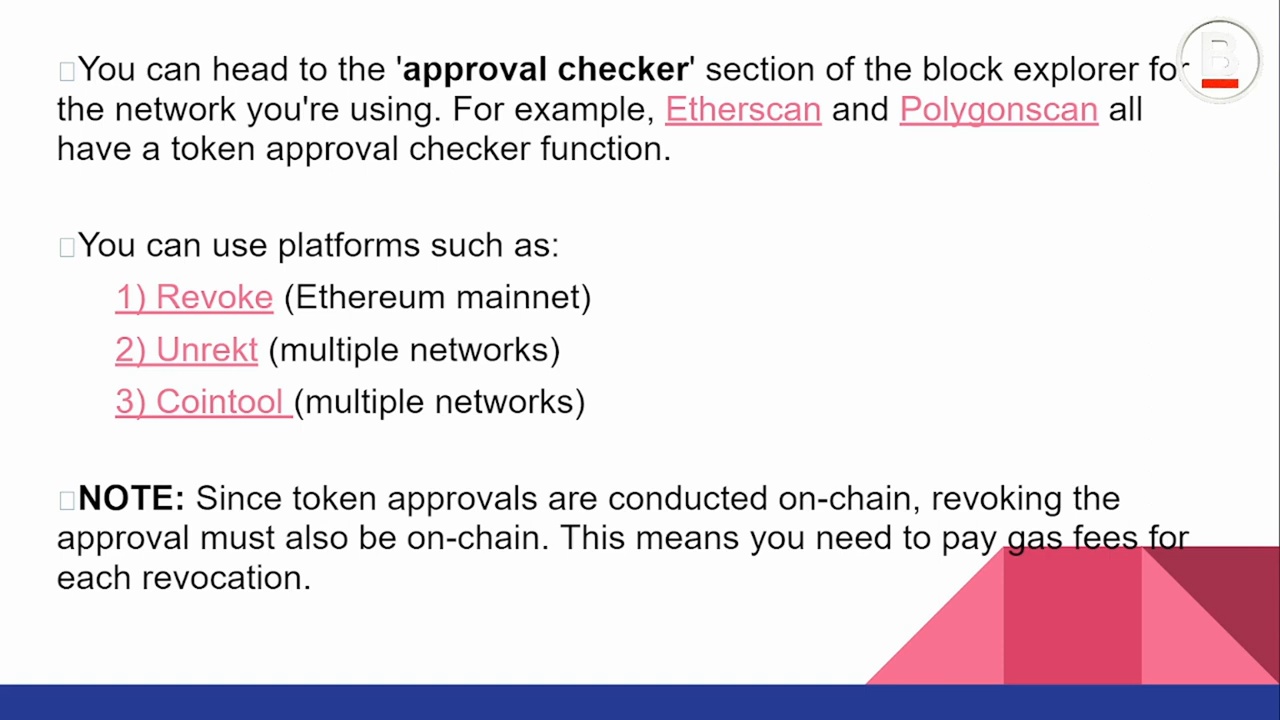 You can head to the 'approval checker' section of the block explorer for
the network you're using. For example, Etherscan and Polygonscan all
have a token approval checker function.
You can use platforms such as:
1) Revoke (Ethereum mainnet)
2) Unrekt (multiple networks)
3) Cointool (multiple networks)
NOTE: Since token approvals are conducted on-chain, revoking the
approval must also be on-chain. This means you need to pay gas fees for
each revocation.
B